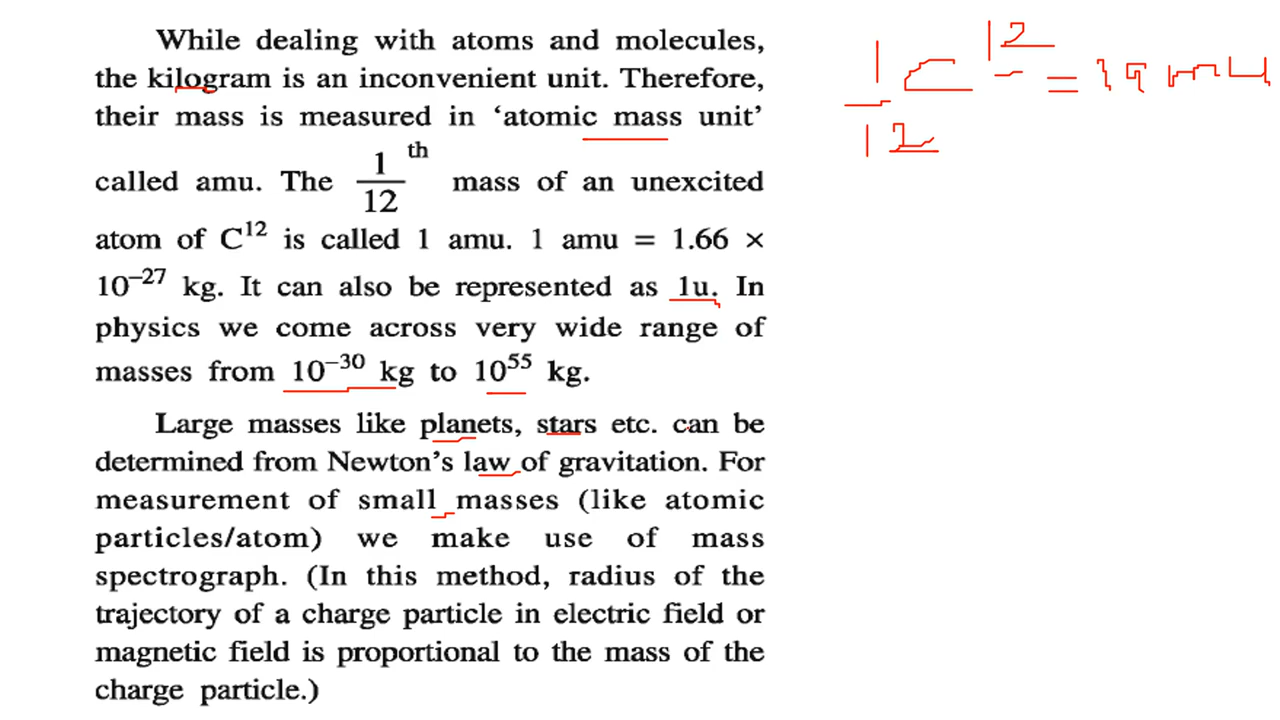 While dealing with atoms and molecules,
the kilogram is an inconvenient unit. Therefore,
their mass is measured in ‘atomic mass unit’
called amu. The 1/12 th mass of an unexcited
atom of C¹² is called 1 amu. 1 amu = 1.66 ×
10⁻²⁷ kg. It can also be represented as 1u. In
physics we come across very wide range of
masses from 10⁻³⁰ kg to 10⁵⁵ kg.
Large masses like planets, stars etc. can be
determined from Newton’s law of gravitation. For
measurement of small masses (like atomic
particles/atom) we make use of mass
spectrograph. (In this method, radius of the
trajectory of a charge particle in electric field or
magnetic field is proportional to the mass of the
charge particle.)
1/12 C¹² = 1amu